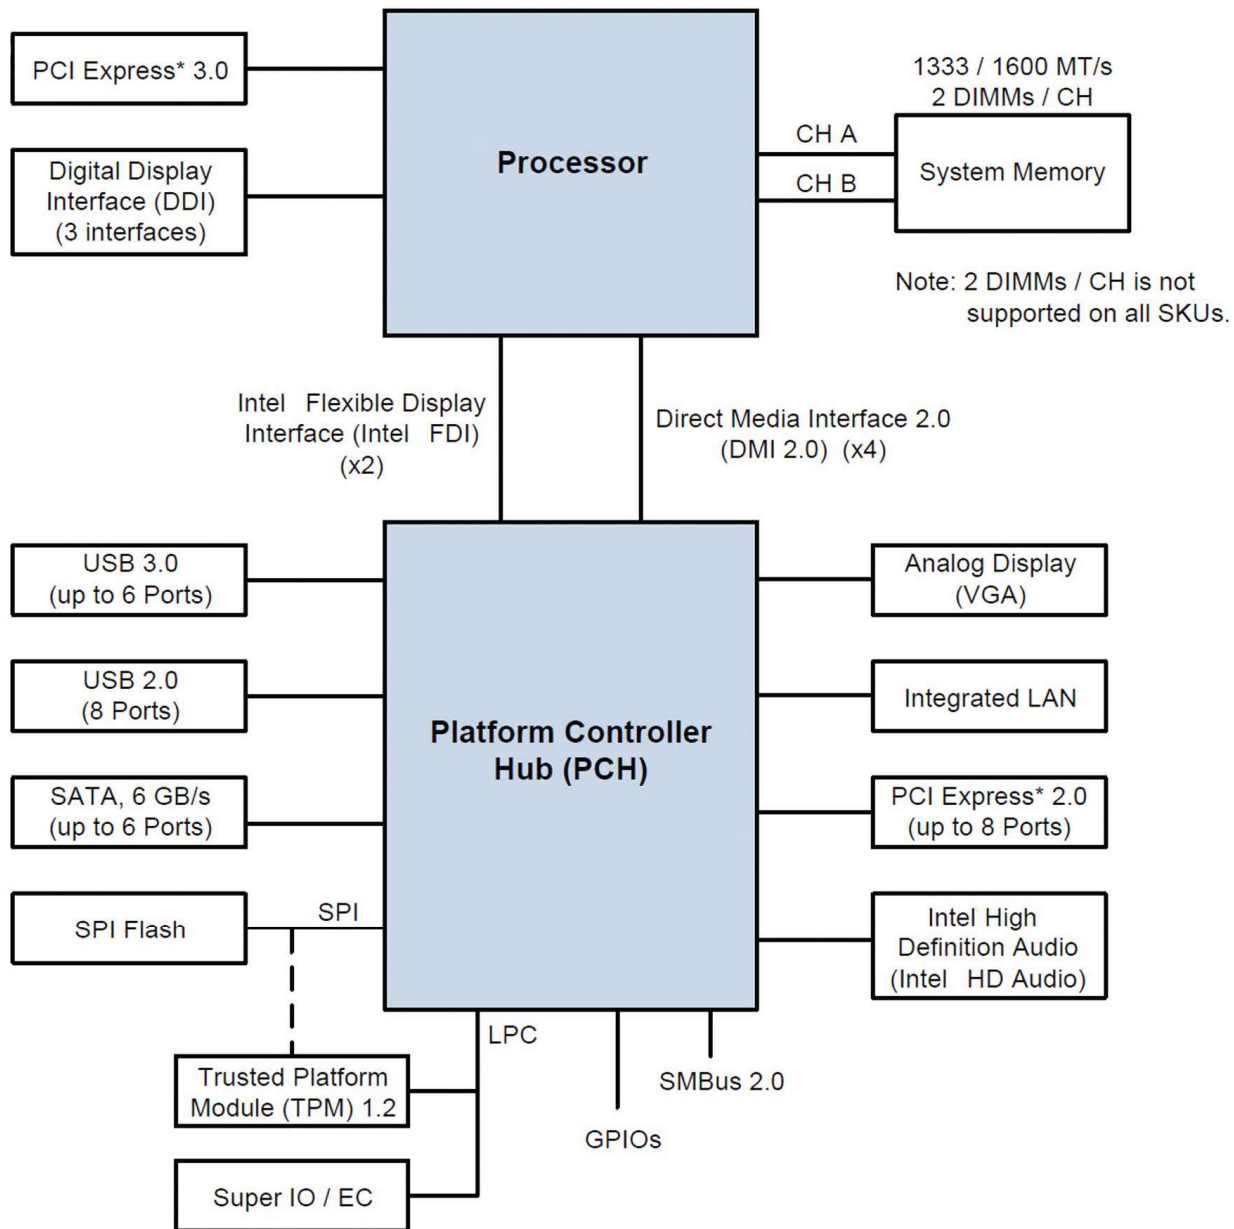 PCI Express* 3.0
Digital Display
Interface (DDI)
(3 interfaces)
Processor
CH A
CH B
1333 / 1600 MT/s
2 DIMMs / CH
System Memory
Note: 2 DIMMs / CH is not
supported on all SKUs.
Intel Flexible Display
Interface (Intel FDI)
(x2)
Direct Media Interface 2.0
(DMI 2.0) (x4)
USB 3.0
(up to 6 Ports)
USB 2.0
(8 Ports)
SATA, 6 GB/s
(up to 6 Ports)
SPI Flash
SPI
Platform Controller
Hub (PCH)
Analog Display
(VGA)
Integrated LAN
PCI Express* 2.0
(up to 8 Ports)
Intel High
Definition Audio
(Intel HD Audio)
LPC
Trusted Platform
Module (TPM) 1.2
Super IO / EC
SMBus 2.0
GPIOs